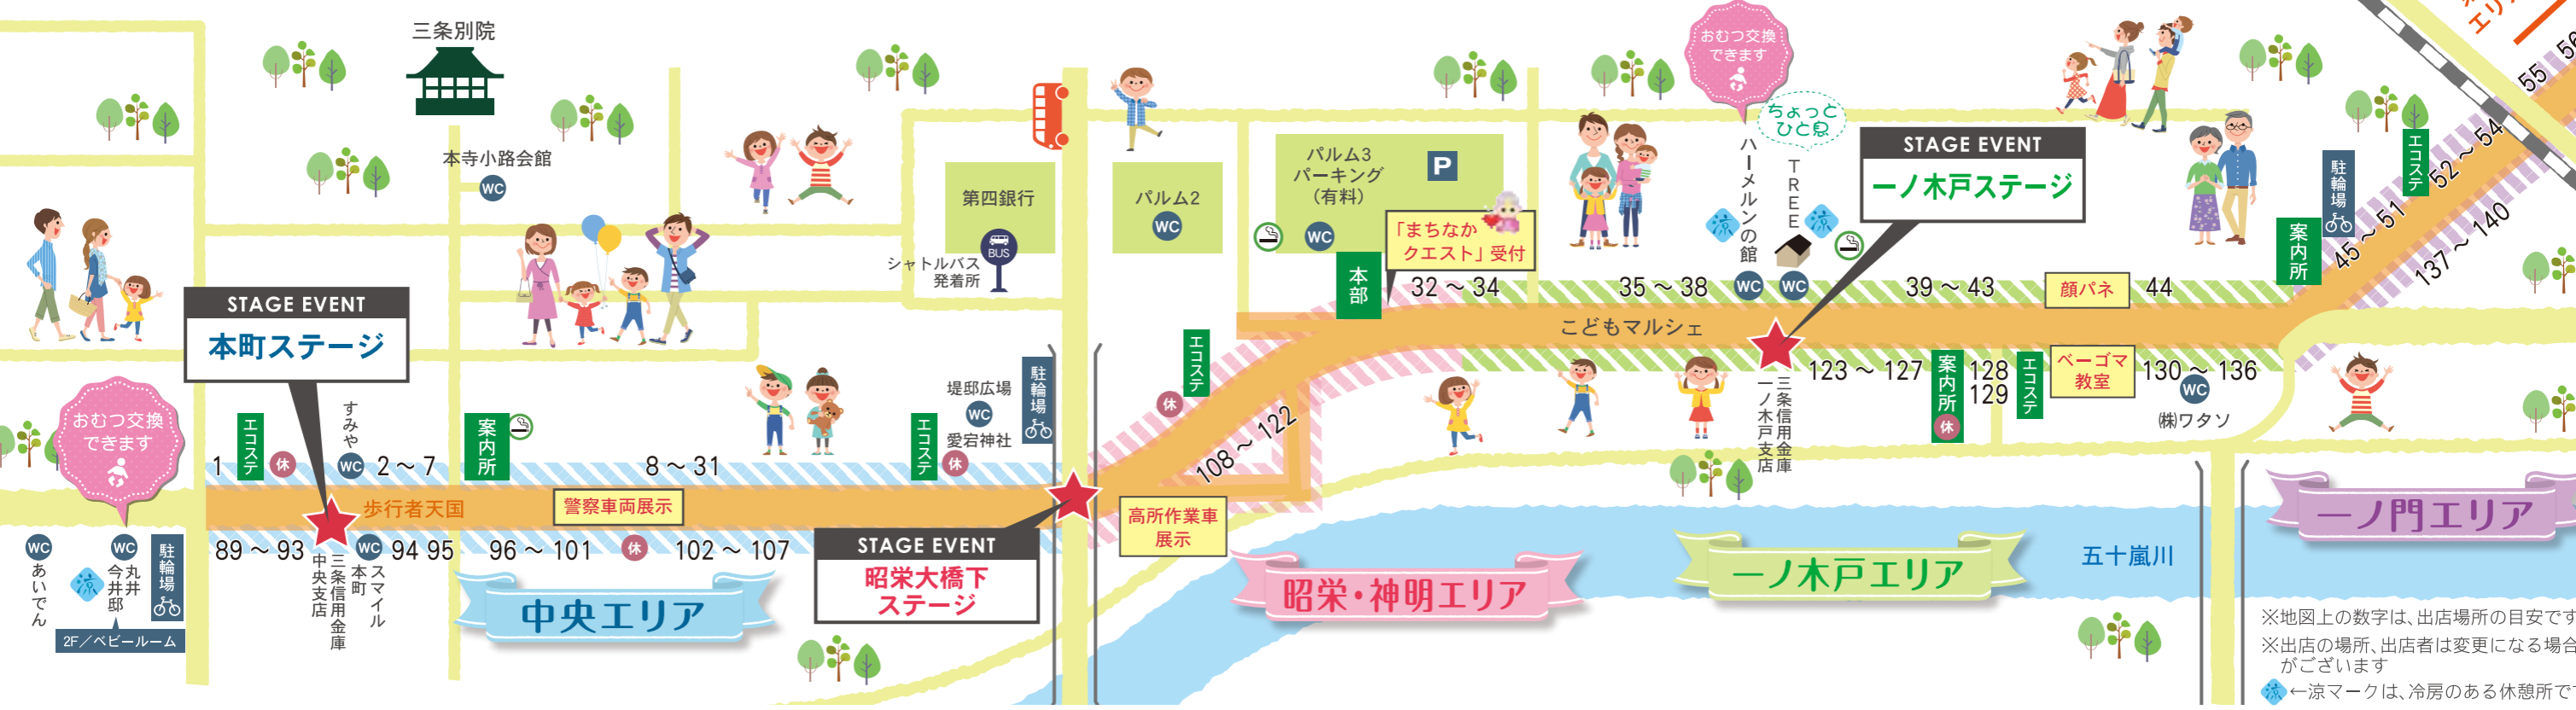 三条別院
本寺小路会館
WC
STAGE EVENT
本町ステージ
おむつ交換
できます
エコステ
休
すみや
WC
案内所
1
2～7
8～31
歩行者天国
警察車両展示
89～93
三条信用金庫
中央支店
WC
スマイル
本町
94 95
96～101
休
102～107
WC
あいでん
涼
WC
丸井
今井邸
駐輪場
2F／ベビールーム
中央エリア
第四銀行
BUS
シャトルバス
発着所
堤邸広場
WC
愛宕神社
休
エコステ
駐輪場
STAGE EVENT
昭栄大橋下
ステージ
パルム2
WC
パルム3
パーキング
（有料）
P
WC
本部
「まちなか
クエスト」受付
エコステ
休
108～122
高所作業車
展示
昭栄・神明エリア
32～34
35～38
おむつ交換
できます
ちょっと
ひと息
ハーメルンの館
涼
WC
TREE
涼
WC
STAGE EVENT
一ノ木戸ステージ
39～43
顔パネ
44
こどもマルシェ
三条信用金庫
一ノ木戸支店
123～127
案内所
休
128
129
エコステ
ベーゴマ
教室
130～136
WC
㈱ワタソ
一ノ木戸エリア
五十嵐川
案内所
駐輪場
エコステ
45～51
52～54
137～140
55
56
エリ
一ノ門エリア
※地図上の数字は、出店場所の目安です
※出店の場所、出店者は変更になる場合
がございます
涼←涼マークは、冷房のある休憩所で